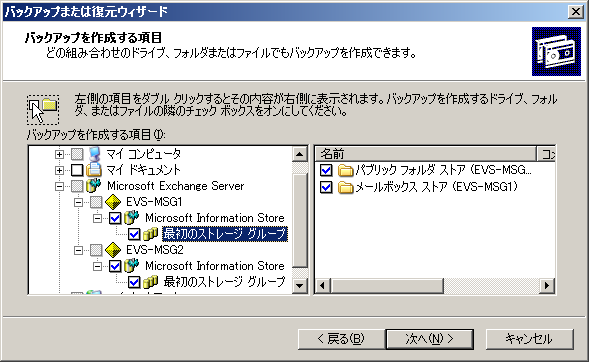 バックアップまたは復元ウィザード
バックアップを作成する項目
どの組み合わせのドライブ、フォルダまたはファイルでもバックアップを作成できます。
左側の項目をダブル クリックするとその内容が右側に表示されます。バックアップを作成するドライブ、フォル
ダ、またはファイルの隣のチェック ボックスをオンにしてください。
バックアップを作成する項目(I):
マイ コンピュータ
マイ ドキュメント
Microsoft Exchange Server
EVS-MSG1
Microsoft Information Store
最初のストレージ グループ
EVS-MSG2
Microsoft Information Store
最初のストレージ グループ
名前
コメ
パブリック フォルダ ストア (EVS-MSG...
メールボックス ストア (EVS-MSG1)
< 戻る(B)
次へ(N) >
キャンセル